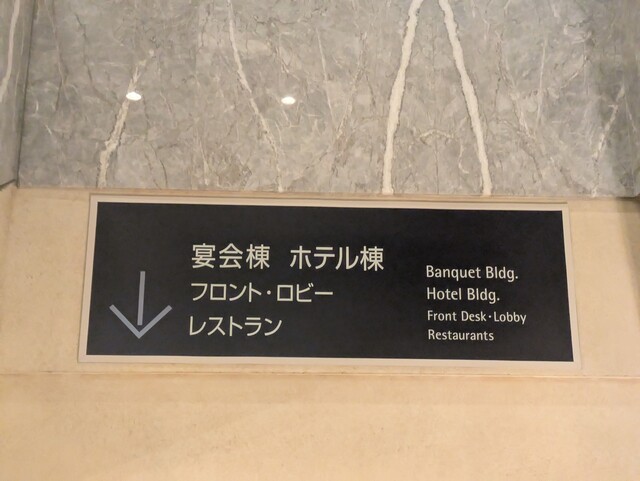 宴会棟 ホテル棟
フロント・ロビー
レストラン
Banquet Bldg.
Hotel Bldg.
Front Desk・Lobby
Restaurants